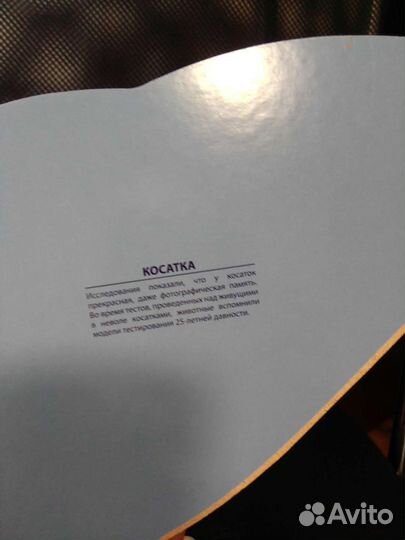 КОСАТКА
Исследования показали, что у косаток
прекрасная, даже фотографическая память.
Во время тестов, проведенных над живущими
в неволе косатками, животные вспомнили
модели тестирования 25-летней давности.
Avito